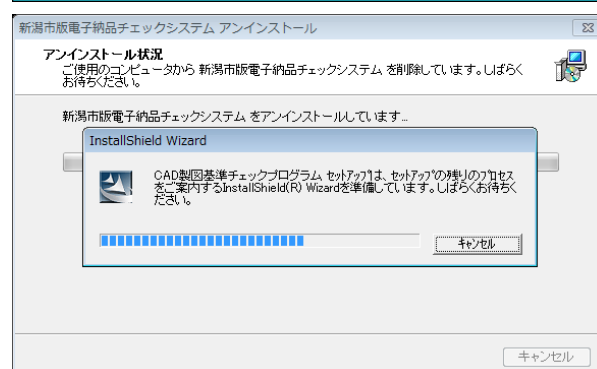 新潟市版電子納品チェックシステム アンインストール
アンインストール状況
ご使用のコンピュータから 新潟市版電子納品チェックシステム を削除しています。しばらく
お待ちください。
新潟市版電子納品チェックシステム をアンインストールしています...
InstallShield Wizard
CAD製図基準チェックプログラム ｾｯﾄｱｯﾌﾟは、ｾｯﾄｱｯﾌﾟの残りのﾌﾟﾛｾｽ
をご案内するInstallShield(R) Wizardを準備しています。しばらくお待ちく
ださい。
ｷｬﾝｾﾙ
キャンセル